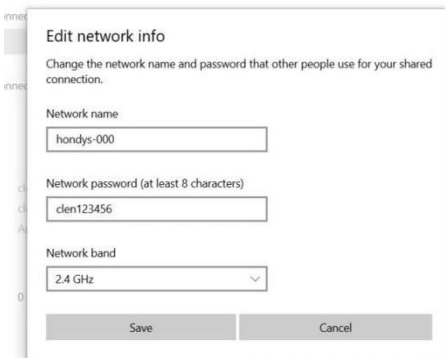 Edit network info
Change the network name and password that other people use for your shared
connection.
Network name
hondys-000
Network password (at least 8 characters)
clen123456
Network band
2.4 GHz
Save
Cancel